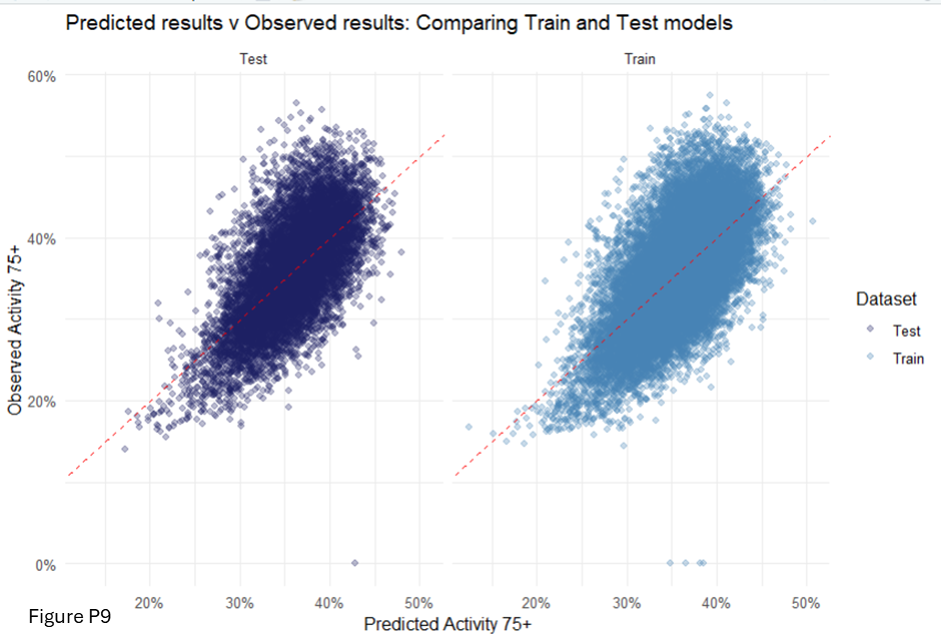 Predicted results v Observed results: Comparing Train and Test models
Test
Train
60%
40%
20%
0%
Observed Activity 75+
20%
30%
40%
50%
20%
30%
40%
50%
Predicted Activity 75+
Dataset
Test
Train
Figure P9